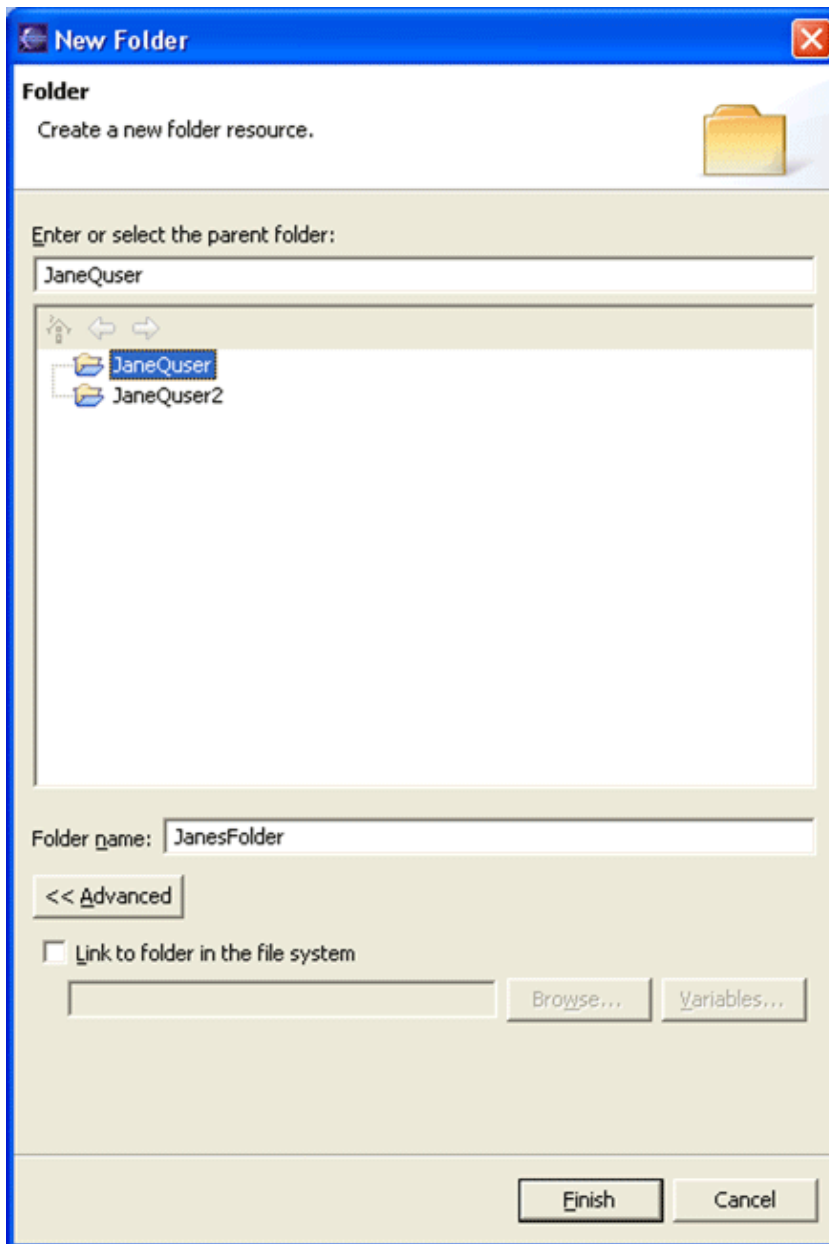 New Folder
Folder
Create a new folder resource.
Enter or select the parent folder:
JaneQuser
JaneQuser
JaneQuser2
Folder name: JanesFolder
<< Advanced
Link to folder in the file system
Browse... Variables...
Finish Cancel